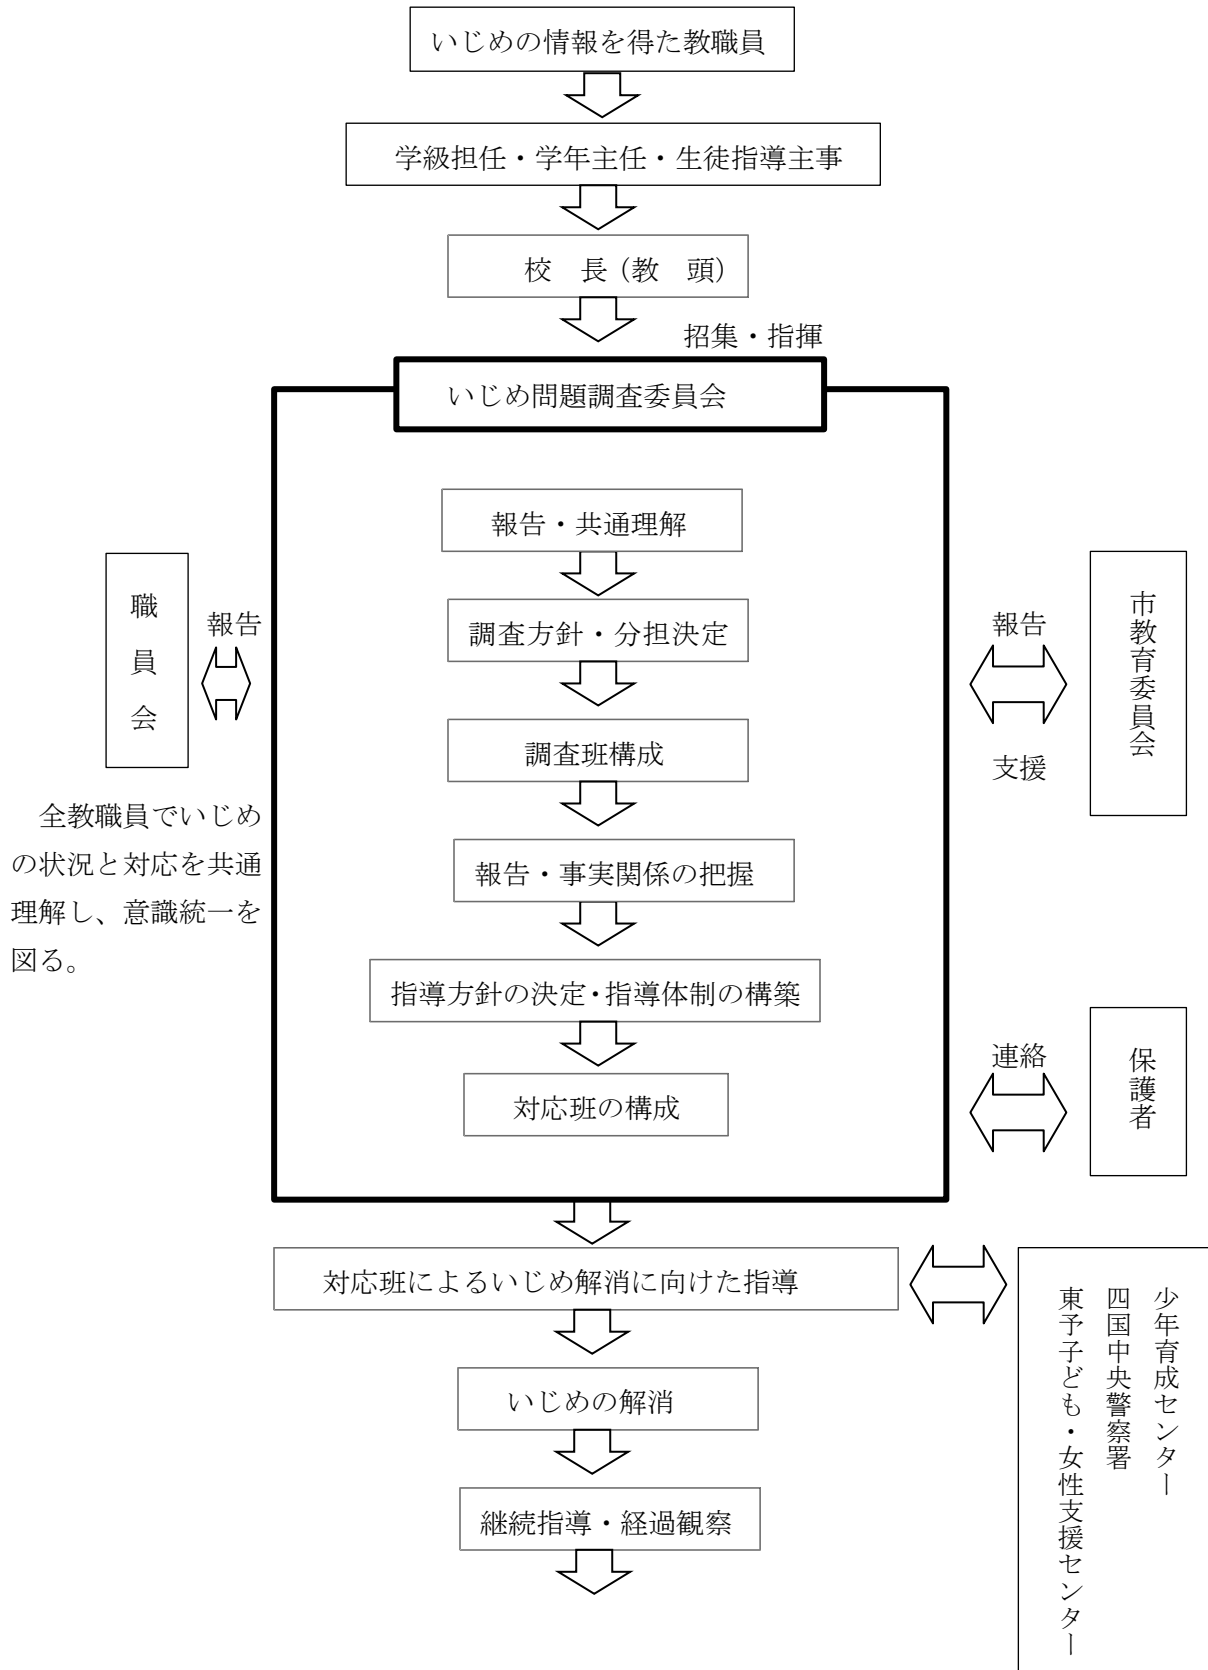 いじめの情報を得た教職員
学級担任・学年主任・生徒指導主事
校　長（教　頭）
招集・指揮
いじめ問題調査委員会
報告・共通理解
調査方針・分担決定
調査班構成
報告・事実関係の把握
指導方針の決定・指導体制の構築
対応班の構成
職員会
報告
全教職員でいじめ
の状況と対応を共通
理解し、意識統一を
図る。
報告
支援
市教育委員会
連絡
保護者
対応班によるいじめ解消に向けた指導
いじめの解消
継続指導・経過観察
少年育成センター
四国中央警察署
東予子ども・女性支援センター